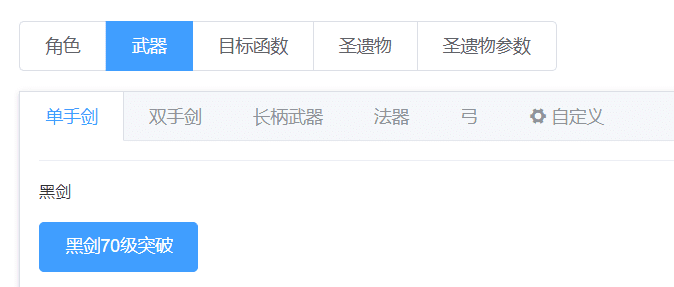 角色 武器 目标函数 圣遗物 圣遗物参数
单手剑 双手剑 长柄武器 法器 弓 自定义
黑剑
黑剑70级突破